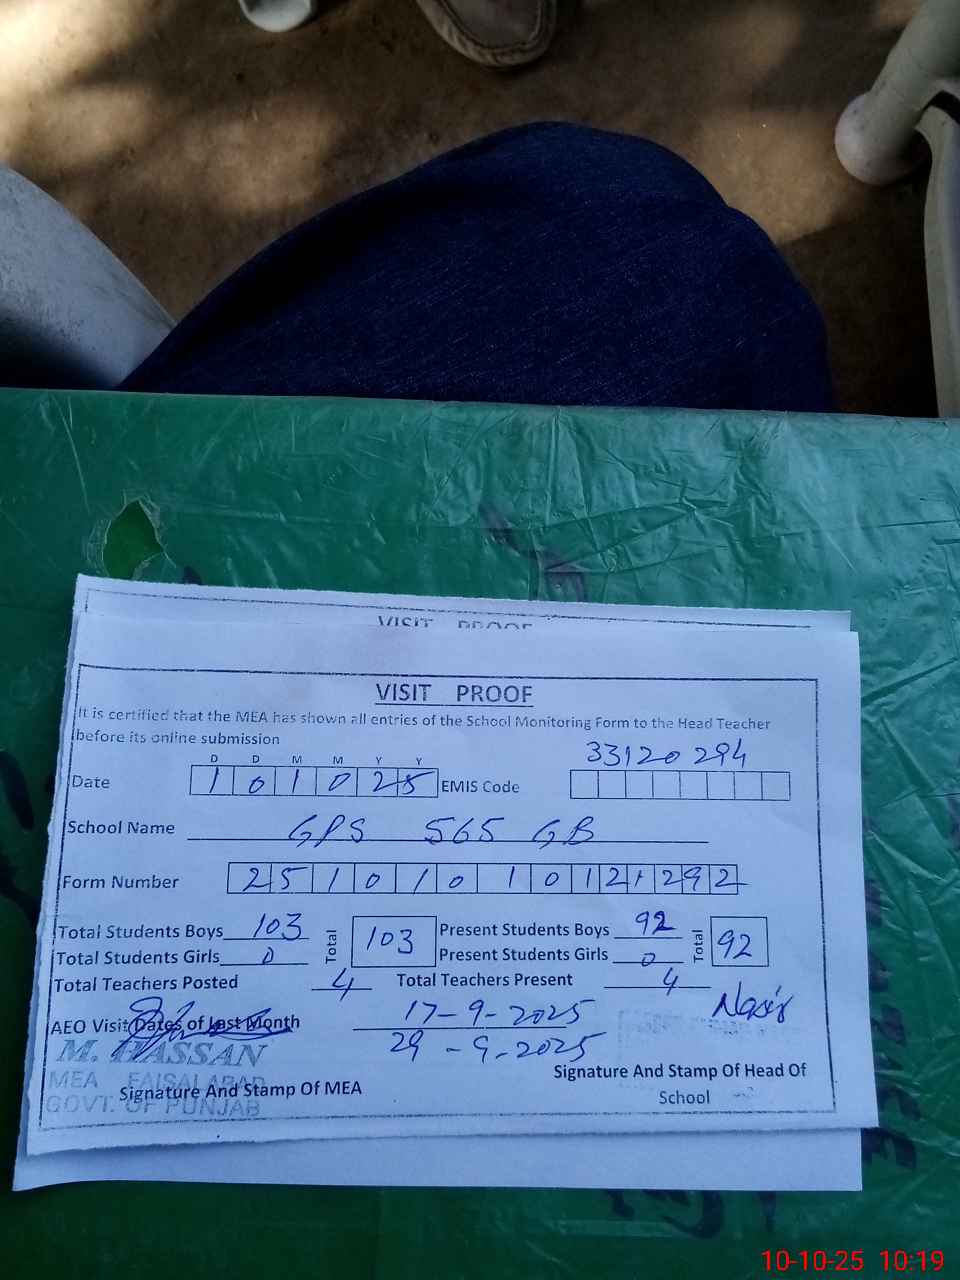 VISIT PROOF
VISIT PROOF
It is certified that the MEA has shown all entries of the School Monitoring Form to the Head Teacher
before its online submission
D D M M Y Y
Date 1 0 1 0 2 5 EMIS Code 33120294
School Name GPS 565 GB
Form Number 2 5 1 0 1 0 1 0 1 2 1 2 9 2
Total Students Boys 103 Total 103 Present Students Boys 92 Total 92
Total Students Girls 0 Present Students Girls 0
Total Teachers Posted 4 Total Teachers Present 4
AEO Visit Dates of Last Month 17-9-2025
29-9-2025
Nasir
M. HASSAN
MEA FAISALABAD
GOVT. OF PUNJAB
Signature And Stamp Of MEA
Signature And Stamp Of Head Of
School
10-10-25 10:19